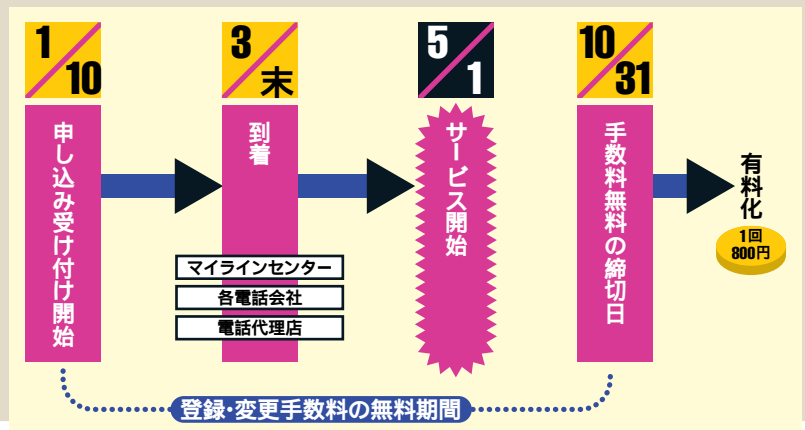 1/10
申し込み受け付け開始
3/末
到着
マイラインセンター
各電話会社
電話代理店
5/1
サービス開始
10/31
手数料無料の締切日
有料化
1回
800円
登録・変更手数料の無料期間